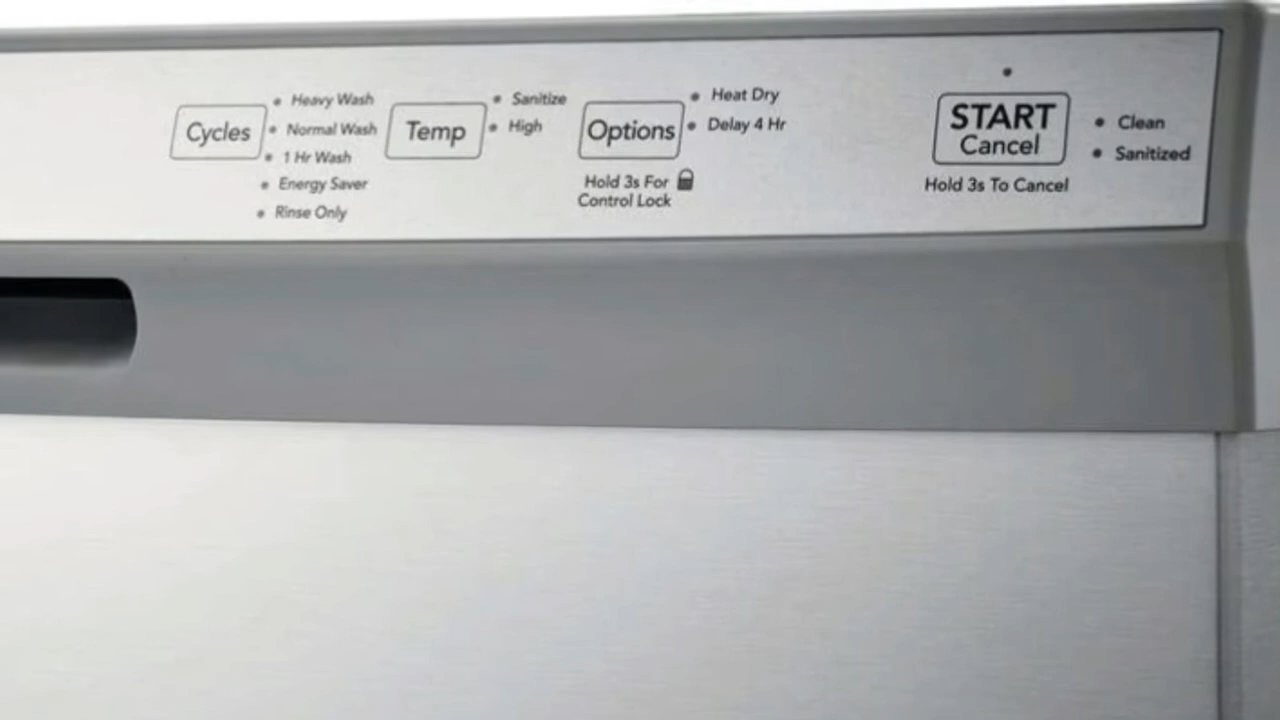 Cycles
Heavy Wash
Normal Wash
1 Hr Wash
Energy Saver
Rinse Only
Temp
Sanitize
High
Options
Heat Dry
Delay 4 Hr
Hold 3s For
Control Lock
START
Cancel
Hold 3s To Cancel
Clean
Sanitized